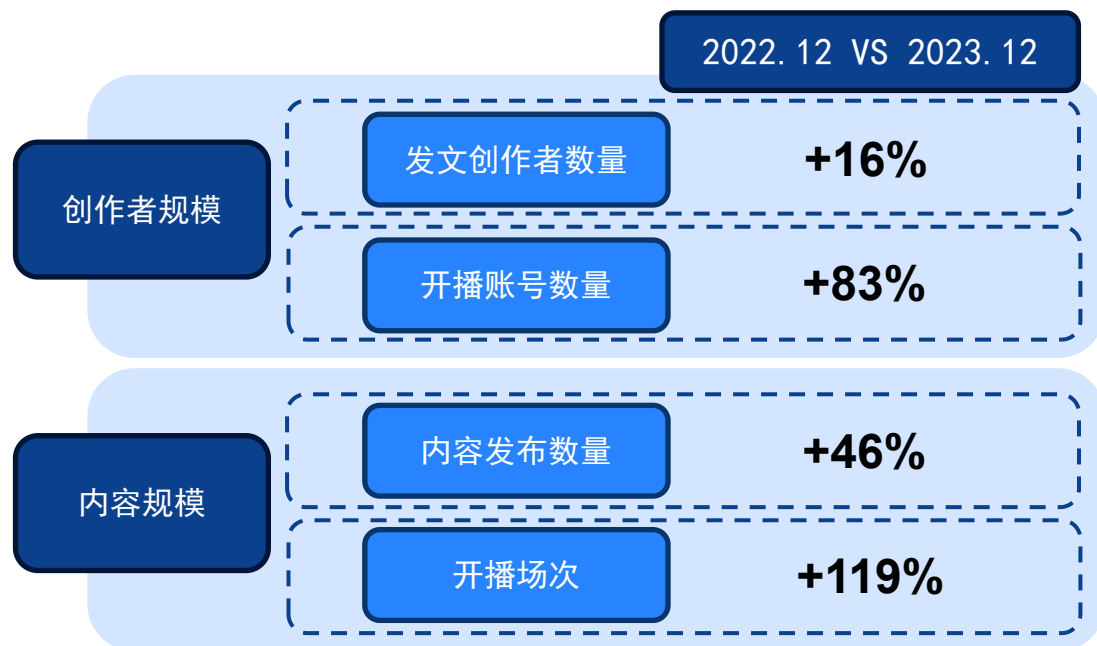 2022.12 VS 2023.12
创作者规模
发文创作者数量
+16%
开播账号数量
+83%
内容规模
内容发布数量
+46%
开播场次
+119%